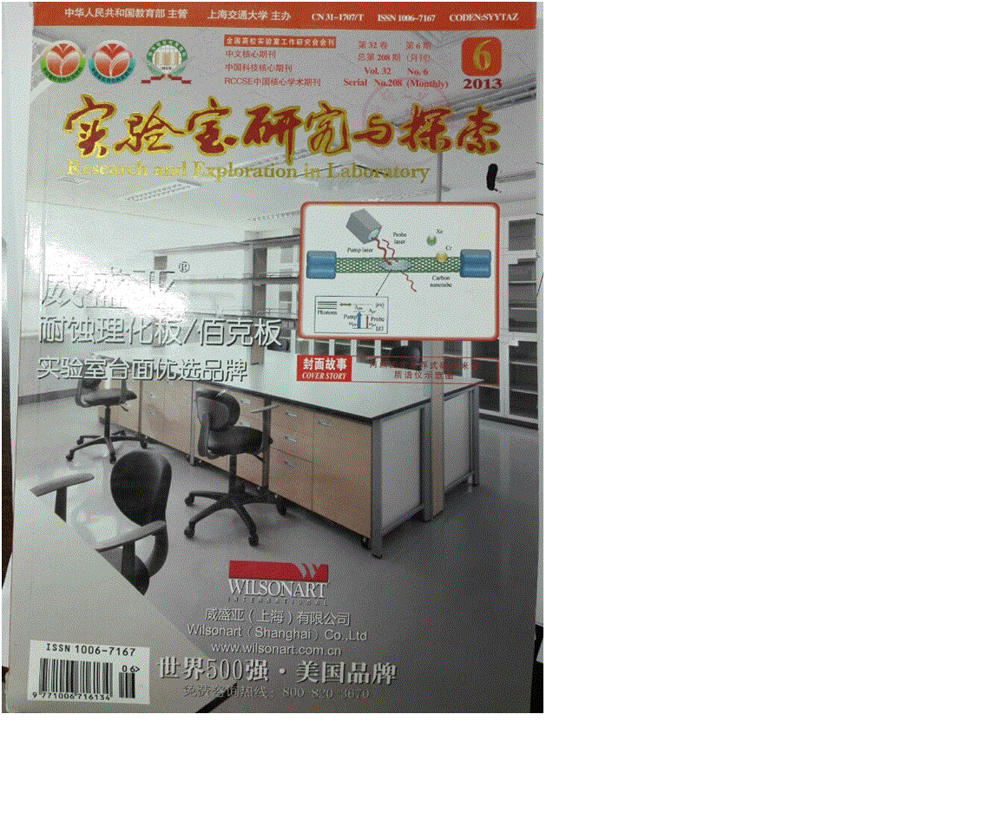 中华人民共和国教育部 主管 上海交通大学 主办 CN 31-1707/T ISSN 1006-7167 CODEN:SYYTAZ
全国高校实验室工作研究会会刊
中文核心期刊
中国科技核心期刊
RCCSE中国核心学术期刊
第32卷 第6期
总第208期 (月刊)
Vol. 32 No. 6
Serial No.208 (Monthly)
6
2013
实验室研究与探索
Research and Exploration in Laboratory
Probe laser
Pump laser
Xe
Cr
Carbon nanotube
Phonons
Pump
Probe
威盛亚®
耐蚀理化板/佰克板
实验室台面优选品牌
封面故事
COVER STORY
质谱仪示意图
WILSONART
INTERNATIONAL
威盛亚（上海）有限公司
Wilsonart（Shanghai）Co.,Ltd
www.wilsonart.com.cn
世界500强·美国品牌
免费咨询热线：800 820 3670
ISSN 1006-7167
06>
9 771006 716134